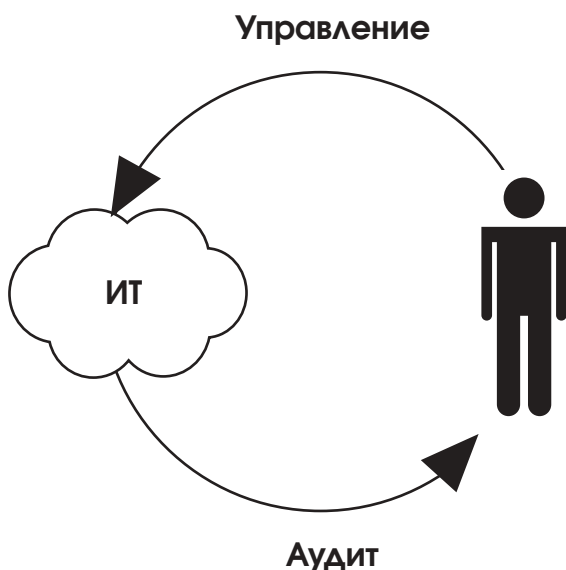 Управление
ИТ
Аудит